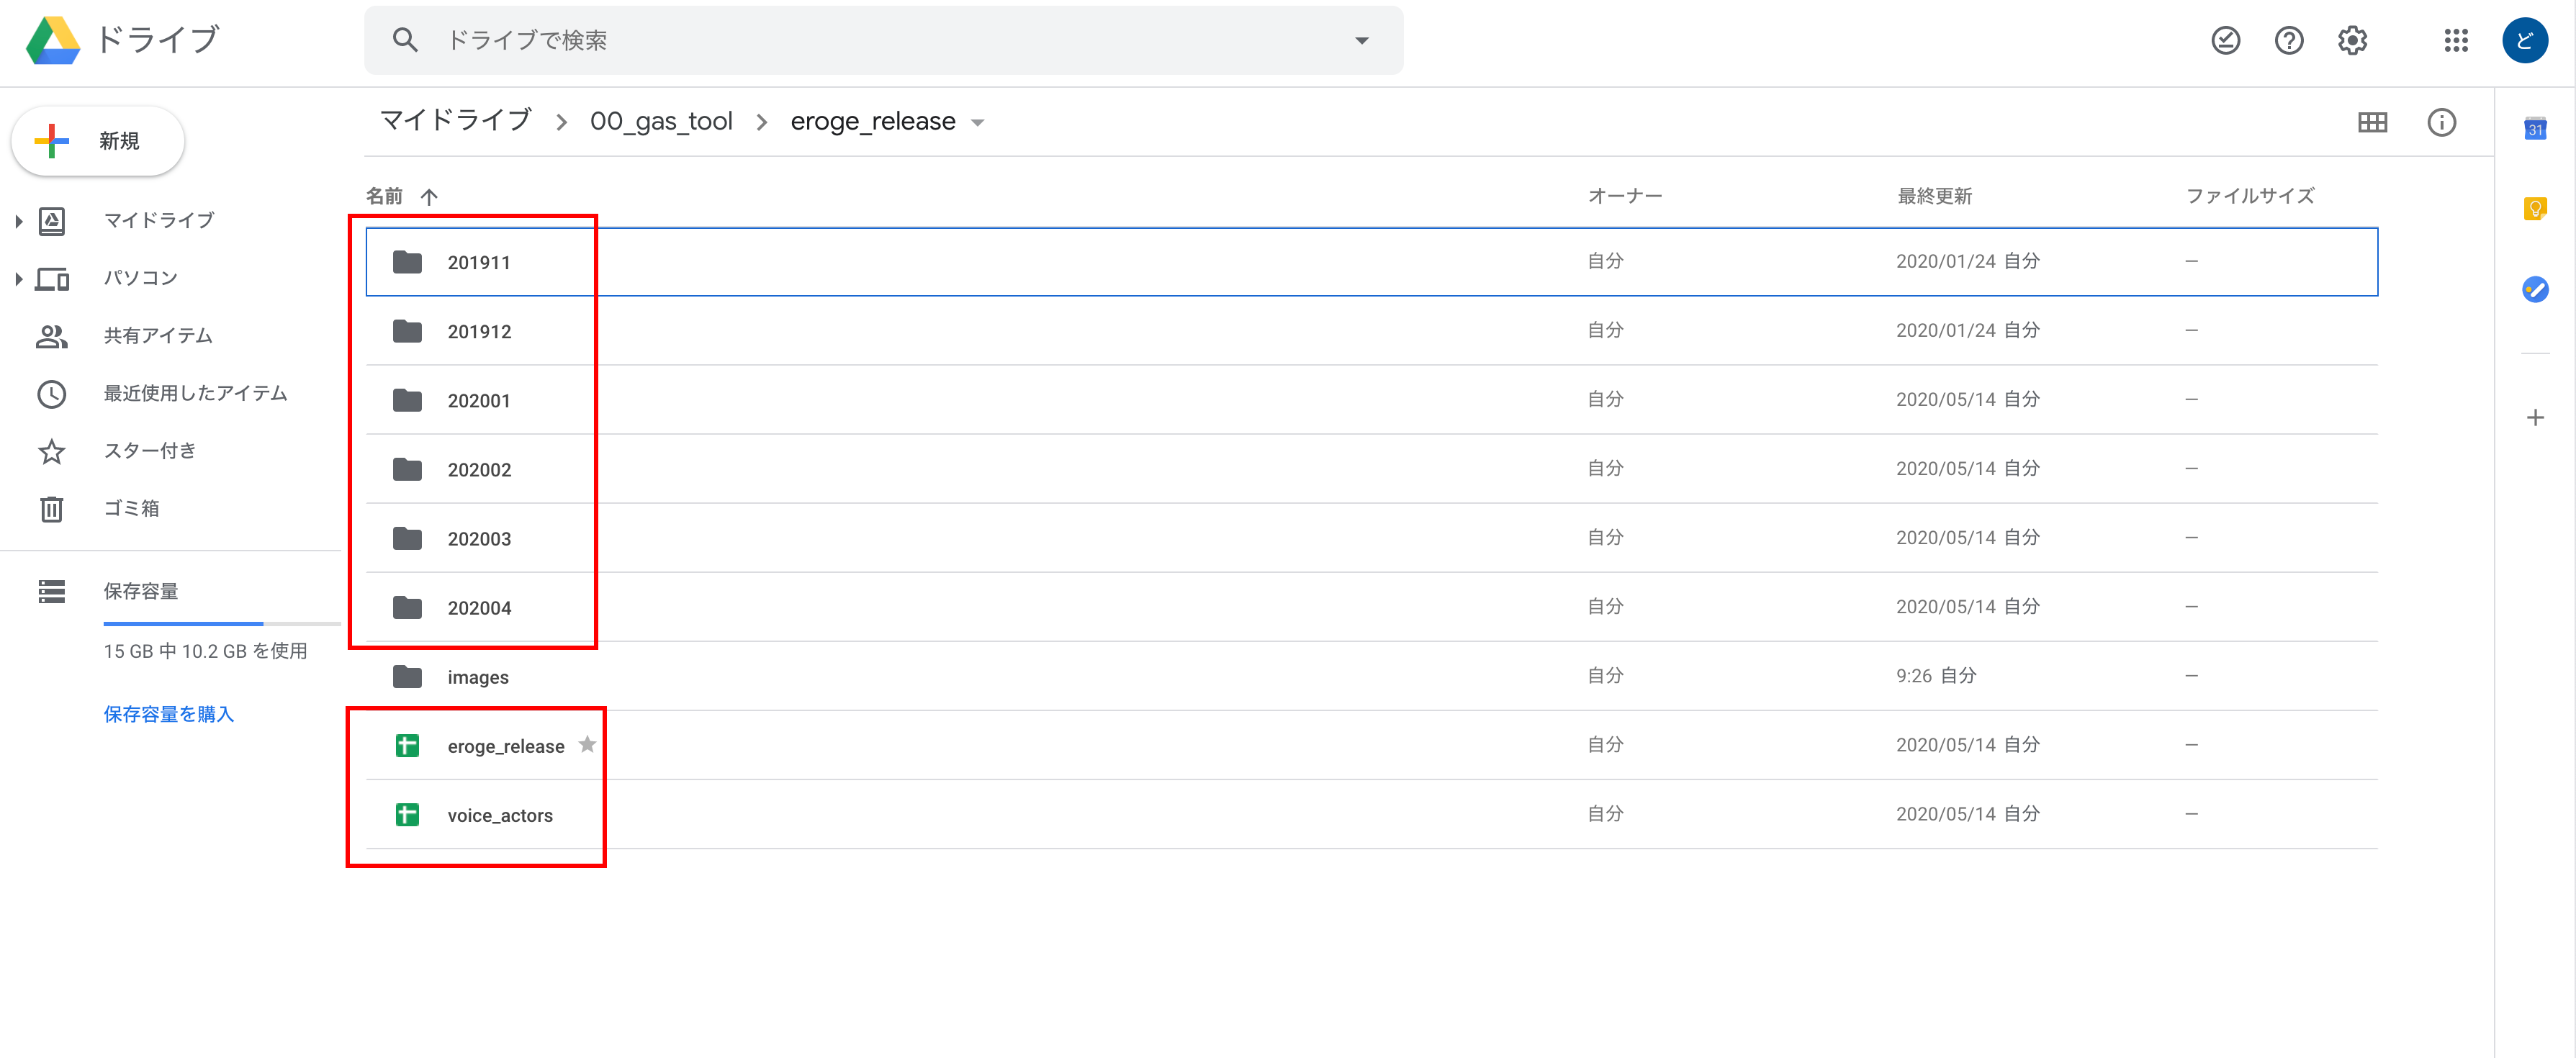 ドライブ
ドライブで検索
ど
新規
マイドライブ
パソコン
共有アイテム
最近使用したアイテム
スター付き
ゴミ箱
保存容量
15 GB 中 10.2 GB を使用
保存容量を購入
マイドライブ 00_gas_tool eroge_release
名前 オーナー 最終更新 ファイルサイズ
201911 自分 2020/01/24 自分 —
201912 自分 2020/01/24 自分 —
202001 自分 2020/05/14 自分 —
202002 自分 2020/05/14 自分 —
202003 自分 2020/05/14 自分 —
202004 自分 2020/05/14 自分 —
images 自分 9:26 自分 —
eroge_release 自分 2020/05/14 自分 —
voice_actors 自分 2020/05/14 自分 —
31